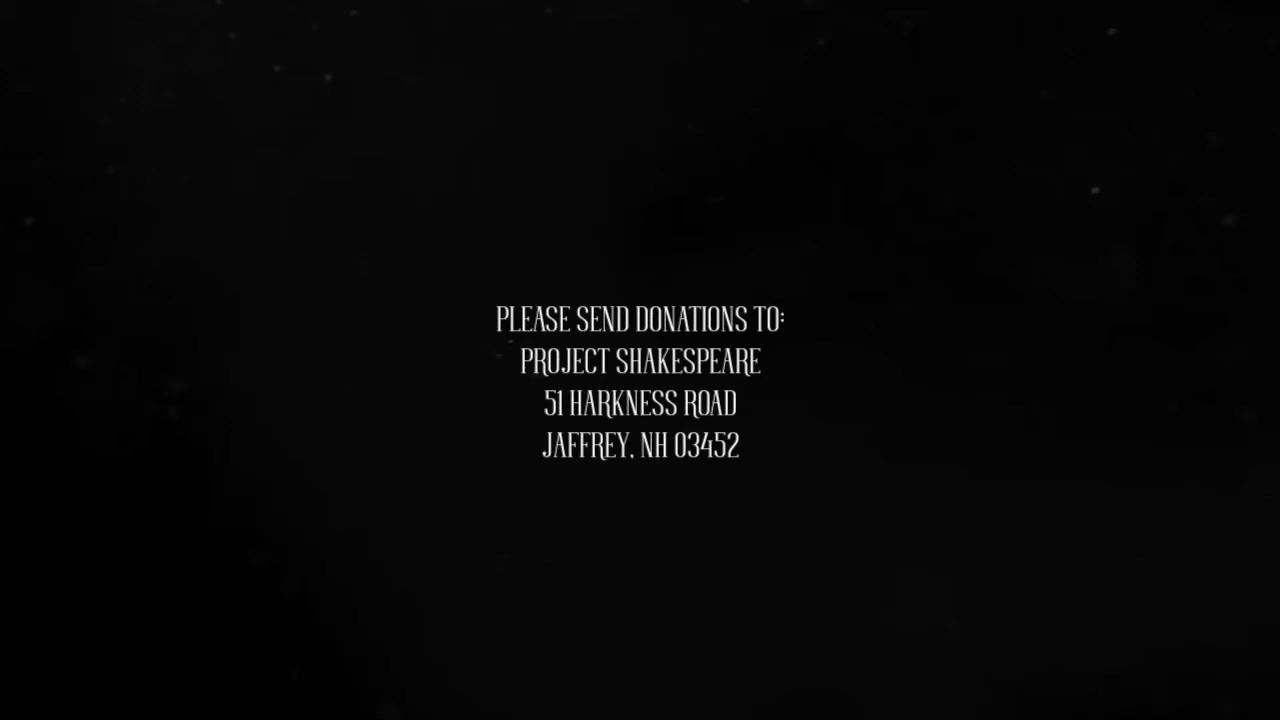 PLEASE SEND DONATIONS TO:
PROJECT SHAKESPEARE
51 HARKNESS ROAD
JAFFREY, NH 03452